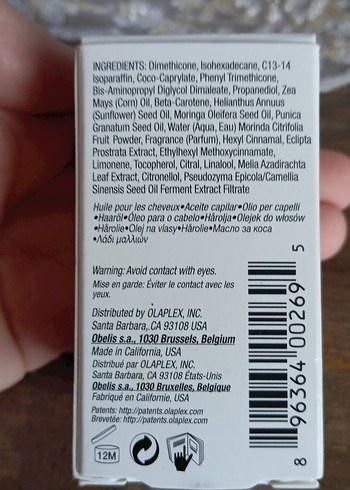 INGREDIENTS: Dimethicone, Isohexadecane, C13-14
Isoparaffin, Coco-Caprylate, Phenyl Trimethicone,
Bis-Aminopropyl Diglycol Dimaleate, Propanediol, Zea
Mays (Corn) Oil, Beta-Carotene, Helianthus Annuus
(Sunflower) Seed Oil, Moringa Oleifera Seed Oil, Punica
Granatum Seed Oil, Water (Aqua, Eau) Morinda Citrifolia
Fruit Powder, Fragrance (Parfum), Hexyl Cinnamal, Eclipta
Prostrata Extract, Ethylhexyl Methoxycinnamate,
Limonene, Tocopherol, Citral, Linalool, Melia Azadirachta
Leaf Extract, Citronellol, Pseudozyma Epicola/Camellia
Sinensis Seed Oil Ferment Extract Filtrate
Huile pour les cheveux•Aceite capilar•Olio per capelli
•Haaröl•Óleo para o cabelo•Hårolja•Olejek do włosów
•Hårolie•Olej na vlasy•Hårolie•Масло за коса
•Λάδι μαλλιών
Warning: Avoid contact with eyes.
Mise en garde: Éviter le contact avec les
yeux.
Distributed by OLAPLEX, INC.
Santa Barbara, CA 93108 USA
Obelis s.a., 1030 Brussels, Belgium
Made in California, USA
Distribué par OLAPLEX, INC.
Santa Barbara, CA 93108 États-Unis
Obelis s.a., 1030 Bruxelles, Belgique
Fabriqué en Californie, USA
Patents: http://patents.olaplex.com
Brevetée: http://patents.olaplex.com
12M
8 96364 00269 5